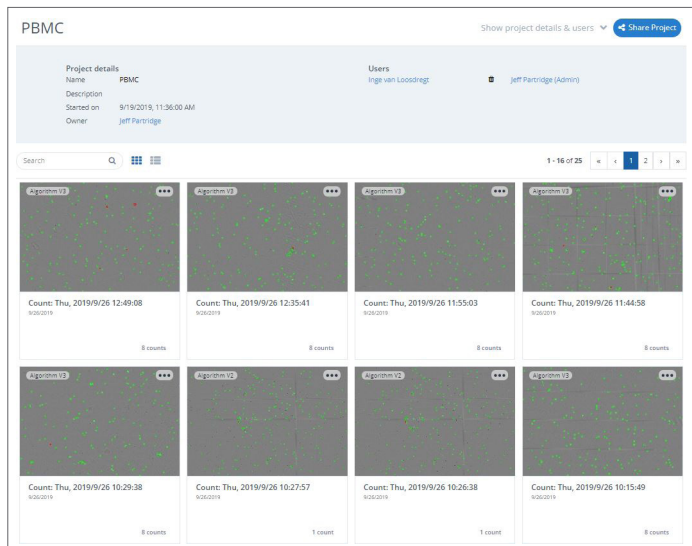 PBMC
Show project details & users
Share Project
Project details
Name PBMC
Description
Started on 9/19/2019, 11:36:00 AM
Owner Jeff Partridge
Users
Inge van Loosdregt Jeff Partridge (Admin)
Search
1 - 16 of 25 « ‹ 1 2 › »
Algorithm V3 Algorithm V3 Algorithm V3 Algorithm V3
Count: Thu, 2019/9/26 12:49:08 Count: Thu, 2019/9/26 12:35:41 Count: Thu, 2019/9/26 11:55:03 Count: Thu, 2019/9/26 11:44:58
9/26/2019 9/26/2019 9/26/2019 9/26/2019
8 counts 8 counts 8 counts 8 counts
Algorithm V3 Algorithm V2 Algorithm V2 Algorithm V3
Count: Thu, 2019/9/26 10:29:38 Count: Thu, 2019/9/26 10:27:57 Count: Thu, 2019/9/26 10:26:38 Count: Thu, 2019/9/26 10:15:49
9/26/2019 9/26/2019 9/26/2019 9/26/2019
8 counts 1 count 1 count 8 counts